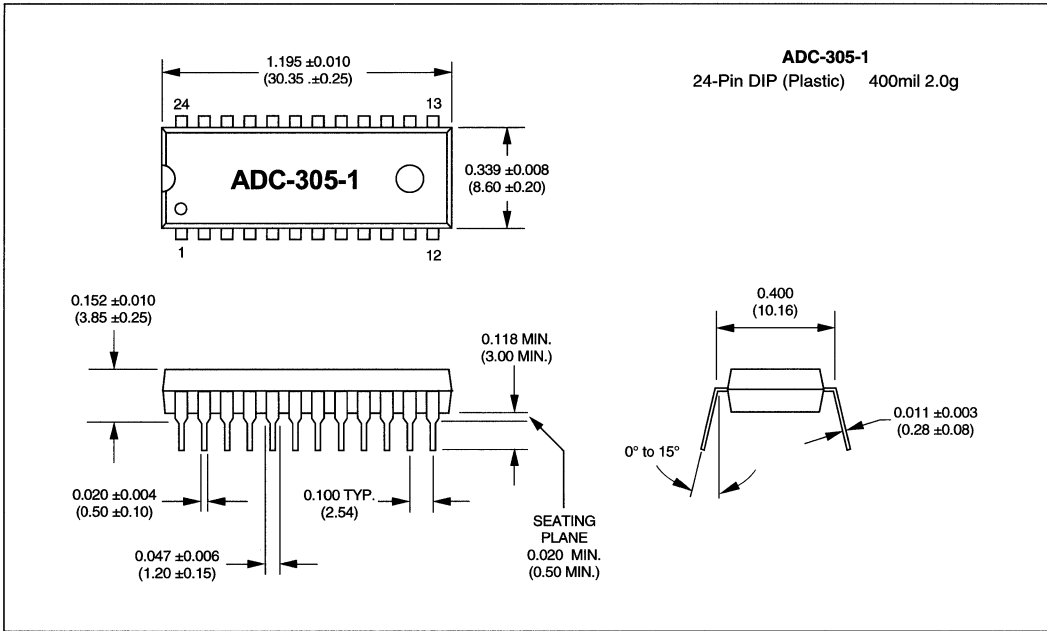 ADC-305-1
24-Pin DIP (Plastic) 400mil 2.0g
1.195 ±0.010
(30.35 .±0.25)
24
13
ADC-305-1
0.339 ±0.008
(8.60 ±0.20)
1
12
0.152 ±0.010
(3.85 ±0.25)
0.118 MIN.
(3.00 MIN.)
0.020 ±0.004
(0.50 ±0.10)
0.100 TYP.
(2.54)
0.047 ±0.006
(1.20 ±0.15)
SEATING
PLANE
0.020 MIN.
(0.50 MIN.)
0.400
(10.16)
0.011 ±0.003
(0.28 ±0.08)
0° to 15°